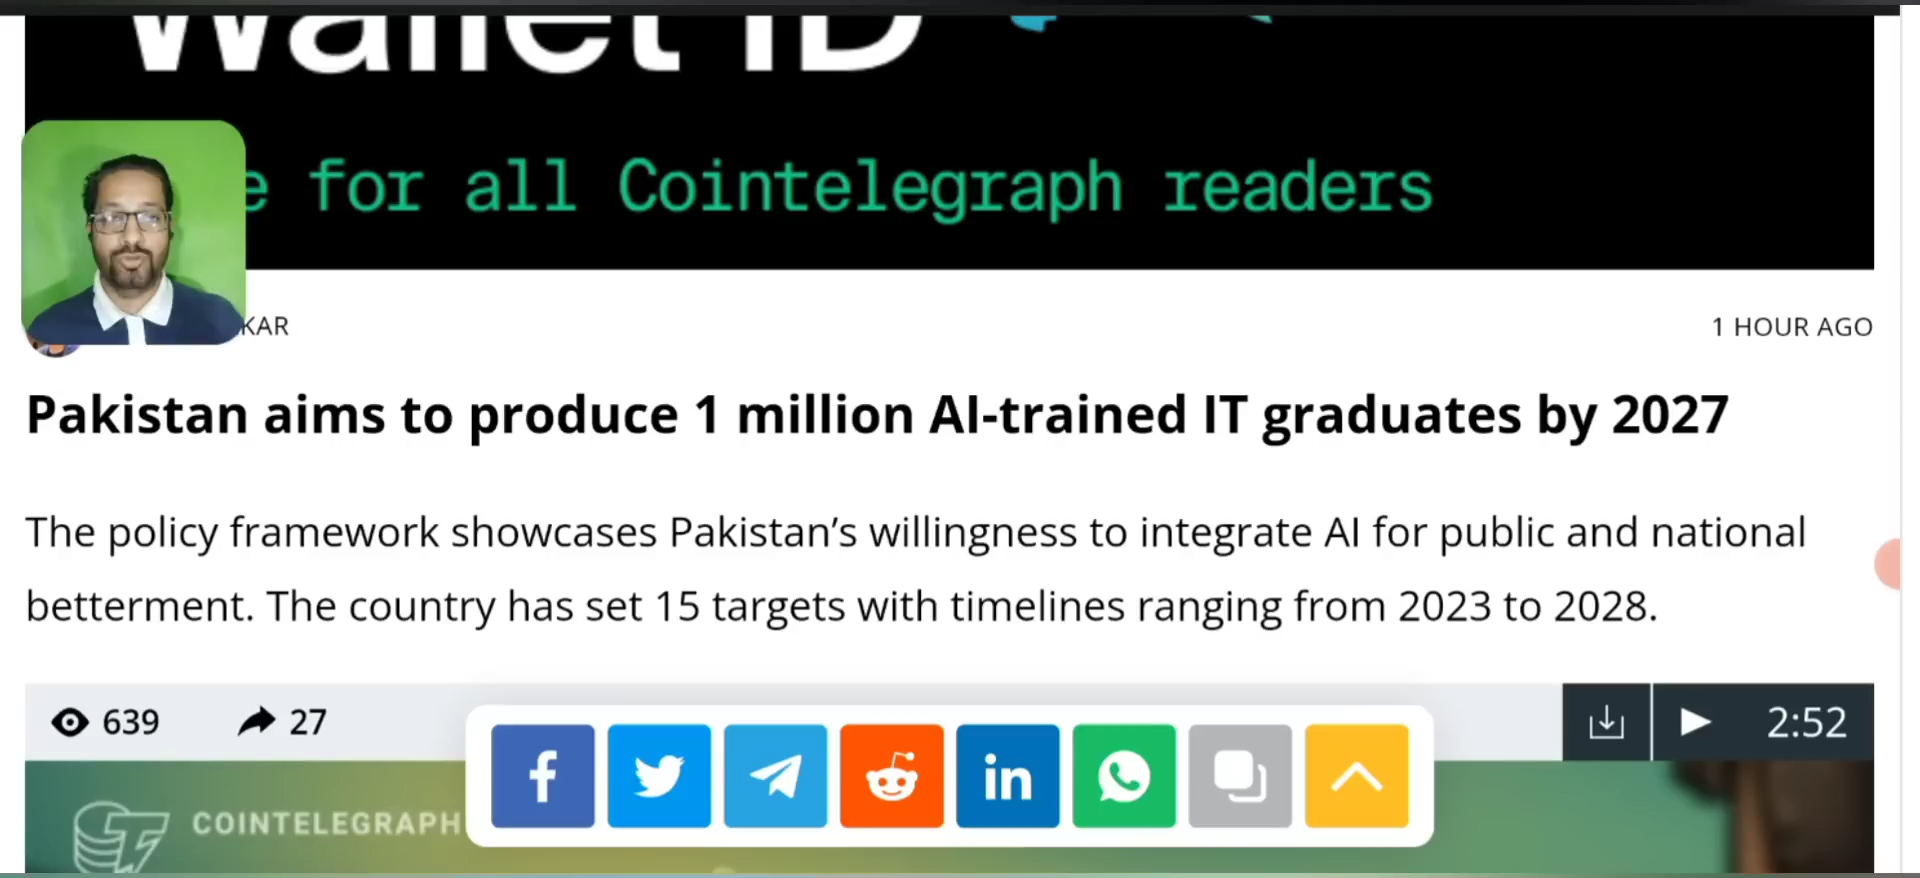 Wallet ID
for all Cointelegraph readers
1 HOUR AGO
Pakistan aims to produce 1 million AI-trained IT graduates by 2027
The policy framework showcases Pakistan’s willingness to integrate AI for public and national
betterment. The country has set 15 targets with timelines ranging from 2023 to 2028.
639
27
2:52
COINTELEGRAPH